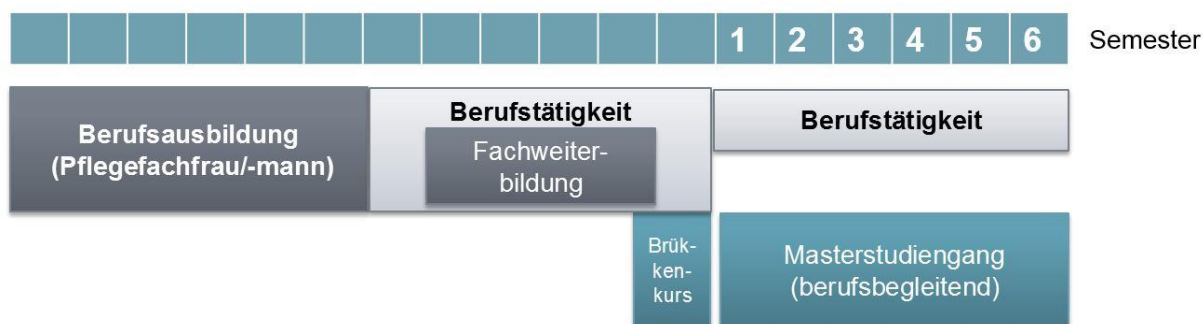 1 2 3 4 5 6 Semester
Berufsausbildung
(Pflegefachfrau/-mann)
Berufstätigkeit
Fachweiter-
bildung
Berufstätigkeit
Brük-
ken-
kurs
Masterstudiengang
(berufsbegleitend)